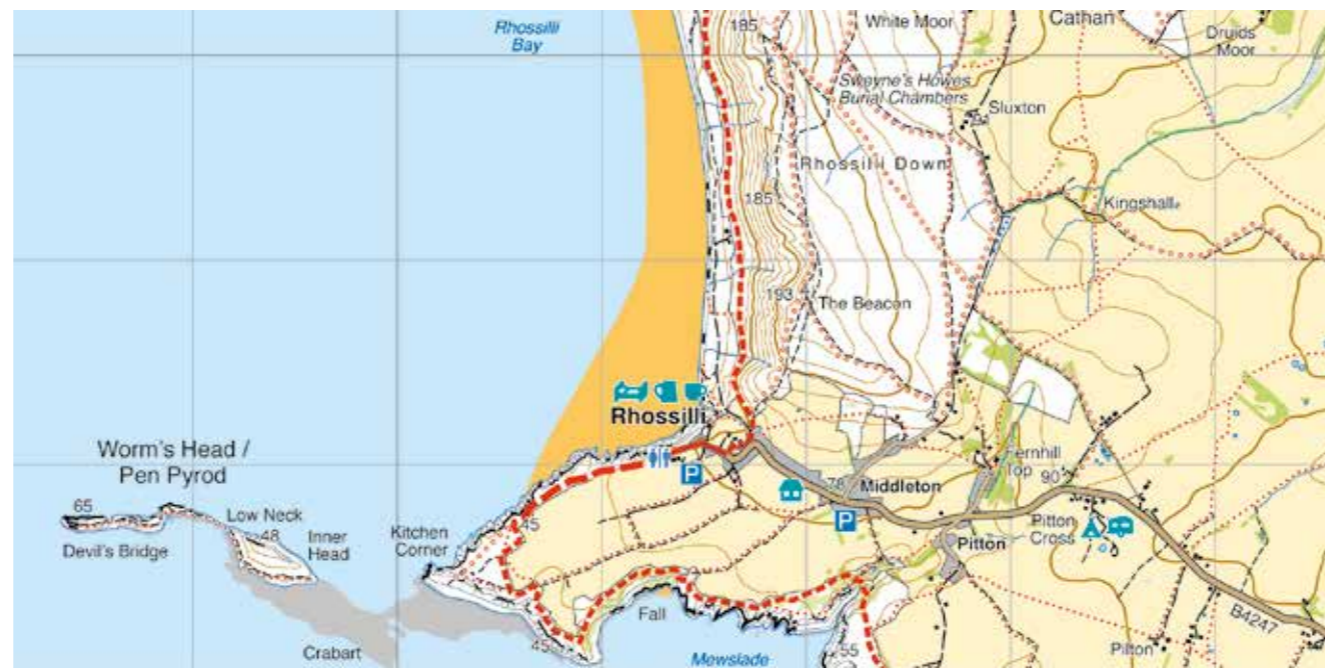 Rhossili
Bay
185
White Moor
Cathan
Druids
Moor
Sweyne's Howes
Burial Chambers
Sluxton
Rhossili Down
185
Kingshall
193
The Beacon
Rhossilli
Worm's Head /
Pen Pyrod
Fernhill
Top
90
P
78
Middleton
65
Low Neck
48
Inner
Head
Kitchen
Corner
45
P
Pitton
Cross
Devil's Bridge
Pitton
B4247
Fall
45
Crabart
Mewslade
55
Pilton